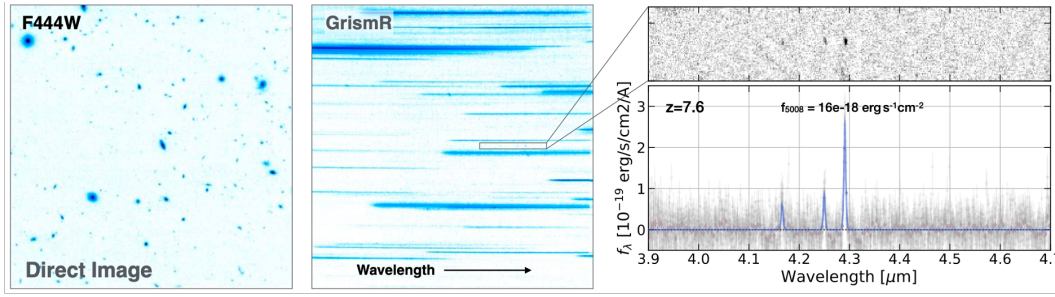 F444W
Direct Image
GrismR
Wavelength
z=7.6
f5008 = 16e-18 erg s-1cm-2
3
2
1
0
fλ [10−19 erg/s/cm2/A]
3.9 4.0 4.1 4.2 4.3 4.4 4.5 4.6 4.7
Wavelength [μm]